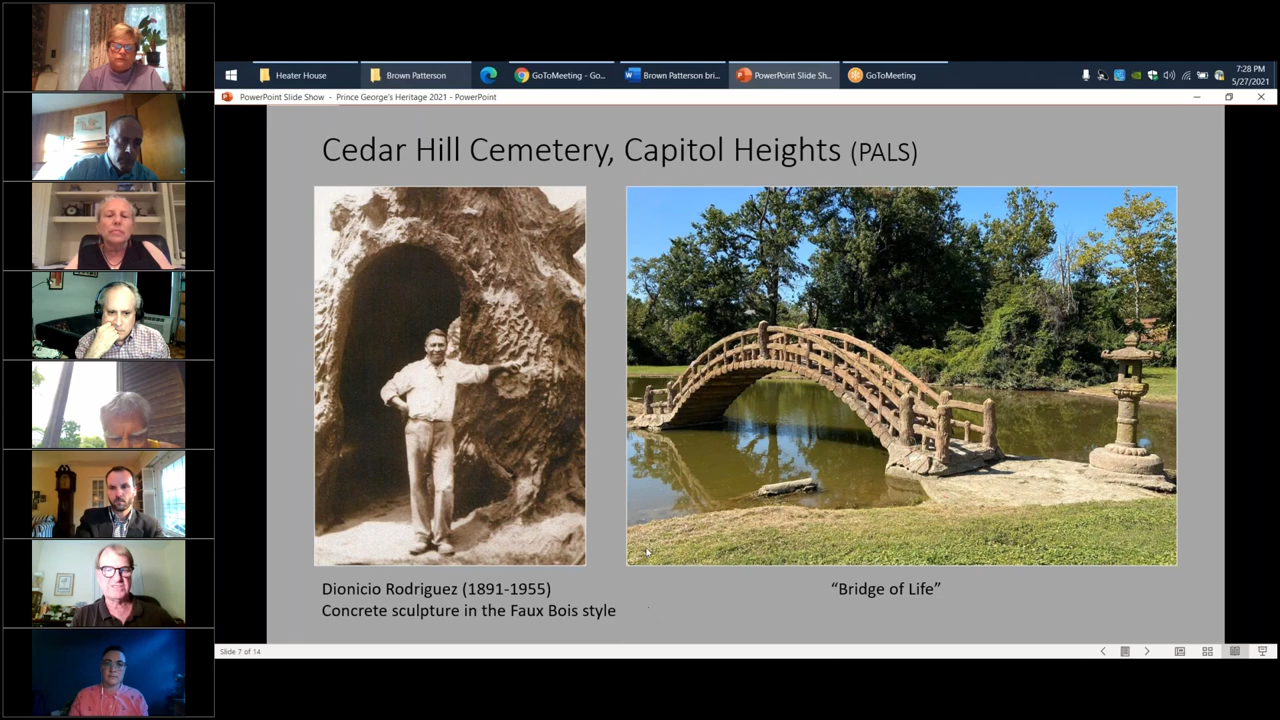 Heater House
Brown Patterson
GoToMeeting - Go...
Brown Patterson bri...
PowerPoint Slide Sh...
GoToMeeting
7:28 PM
5/27/2021
PowerPoint Slide Show - Prince George's Heritage 2021 - PowerPoint
Cedar Hill Cemetery, Capitol Heights (PALS)
Dionicio Rodriguez (1891-1955)
Concrete sculpture in the Faux Bois style
“Bridge of Life”
Slide 7 of 14